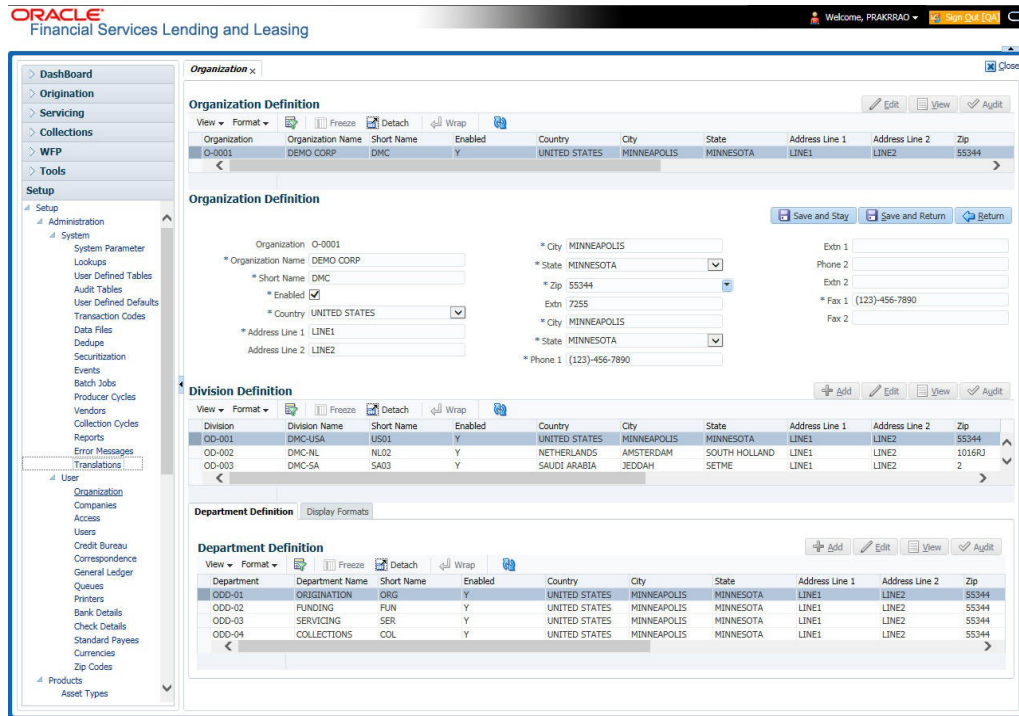 ORACLE
Financial Services Lending and Leasing
Welcome, PRAKRRAO
Sign Out [QA]
DashBoard
Origination
Servicing
Collections
WFP
Tools
Setup
Setup
Administration
System
System Parameter
Lookups
User Defined Tables
Audit Tables
User Defined Defaults
Transaction Codes
Data Files
Dedupe
Securitization
Events
Batch Jobs
Producer Cycles
Vendors
Collection Cycles
Reports
Error Messages
Translations
User
Organization
Companies
Access
Users
Credit Bureau
Correspondence
General Ledger
Queues
Printers
Bank Details
Check Details
Standard Payees
Currencies
Zip Codes
Products
Asset Types
Organization x
Close
Organization Definition
Edit View Audit
View Format Freeze Detach Wrap
Organization Organization Name Short Name Enabled Country City State Address Line 1 Address Line 2 Zip
O-0001 DEMO CORP DMC Y UNITED STATES MINNEAPOLIS MINNESOTA LINE1 LINE2 55344
Organization Definition
Save and Stay Save and Return Return
Organization O-0001
* Organization Name DEMO CORP
* Short Name DMC
* Enabled
* Country UNITED STATES
* Address Line 1 LINE1
Address Line 2 LINE2
* City MINNEAPOLIS
* State MINNESOTA
* Zip 55344
Extn 7255
* City MINNEAPOLIS
* State MINNESOTA
* Phone 1 (123)-456-7890
Extn 1
Phone 2
Extn 2
* Fax 1 (123)-456-7890
Fax 2
Division Definition
Add Edit View Audit
View Format Freeze Detach Wrap
Division Division Name Short Name Enabled Country City State Address Line 1 Address Line 2 Zip
OD-001 DMC-USA US01 Y UNITED STATES MINNEAPOLIS MINNESOTA LINE1 LINE2 55344
OD-002 DMC-NL NL02 Y NETHERLANDS AMSTERDAM SOUTH HOLLAND LINE1 LINE2 1016RJ
OD-003 DMC-SA SA03 Y SAUDI ARABIA JEDDAH SETME LINE1 LINE2 2
Department Definition Display Formats
Department Definition
Add Edit View Audit
View Format Freeze Detach Wrap
Department Department Name Short Name Enabled Country City State Address Line 1 Address Line 2 Zip
ODD-01 ORIGINATION ORG Y UNITED STATES MINNEAPOLIS MINNESOTA LINE1 LINE2 55344
ODD-02 FUNDING FUN Y UNITED STATES MINNEAPOLIS MINNESOTA LINE1 LINE2 55344
ODD-03 SERVICING SER Y UNITED STATES MINNEAPOLIS MINNESOTA LINE1 LINE2 55344
ODD-04 COLLECTIONS COL Y UNITED STATES MINNEAPOLIS MINNESOTA LINE1 LINE2 55344